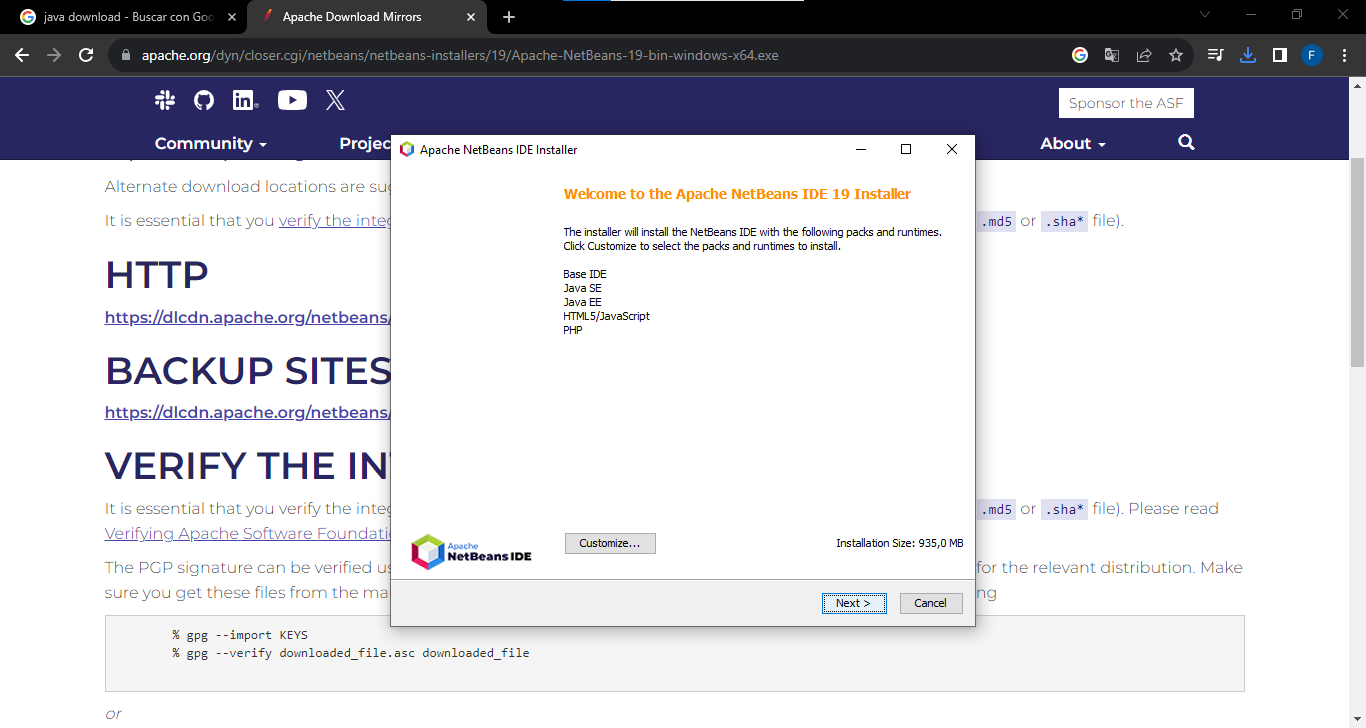 java download - Buscar con Goo
Apache Download Mirrors
apache.org/dyn/closer.cgi/netbeans/netbeans-installers/19/Apache-NetBeans-19-bin-windows-x64.exe
F
Sponsor the ASF
Community
Projec
About
Alternate download locations are sug
It is essential that you verify the integ
.md5 or .sha* file).
HTTP
https://dlcdn.apache.org/netbeans/
BACKUP SITES
https://dlcdn.apache.org/netbeans/
VERIFY THE IN
It is essential that you verify the integ
.md5 or .sha* file). Please read
Verifying Apache Software Foundatio
The PGP signature can be verified us
for the relevant distribution. Make
sure you get these files from the ma
ng
% gpg --import KEYS
% gpg --verify downloaded_file.asc downloaded_file
or
Apache NetBeans IDE Installer
Welcome to the Apache NetBeans IDE 19 Installer
The installer will install the NetBeans IDE with the following packs and runtimes.
Click Customize to select the packs and runtimes to install.
Base IDE
Java SE
Java EE
HTML5/JavaScript
PHP
Apache
NetBeans IDE
Customize...
Installation Size: 935,0 MB
Next >
Cancel